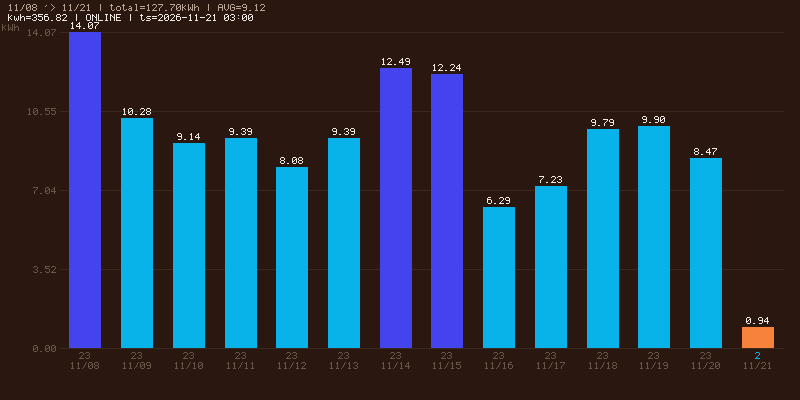 11/08 -> 11/21 | total=127.70kWh | AVG=9.12
Kwh=356.82 | ONLINE | ts=2026-11-21 03:00
kWh
14.07
10.55
7.04
3.52
0.00
14.07 10.28 9.14 9.39 8.08 9.39 12.49 12.24 6.29 7.23 9.79 9.90 8.47 0.94
23 23 23 23 23 23 23 23 23 23 23 23 23 2
11/08 11/09 11/10 11/11 11/12 11/13 11/14 11/15 11/16 11/17 11/18 11/19 11/20 11/21